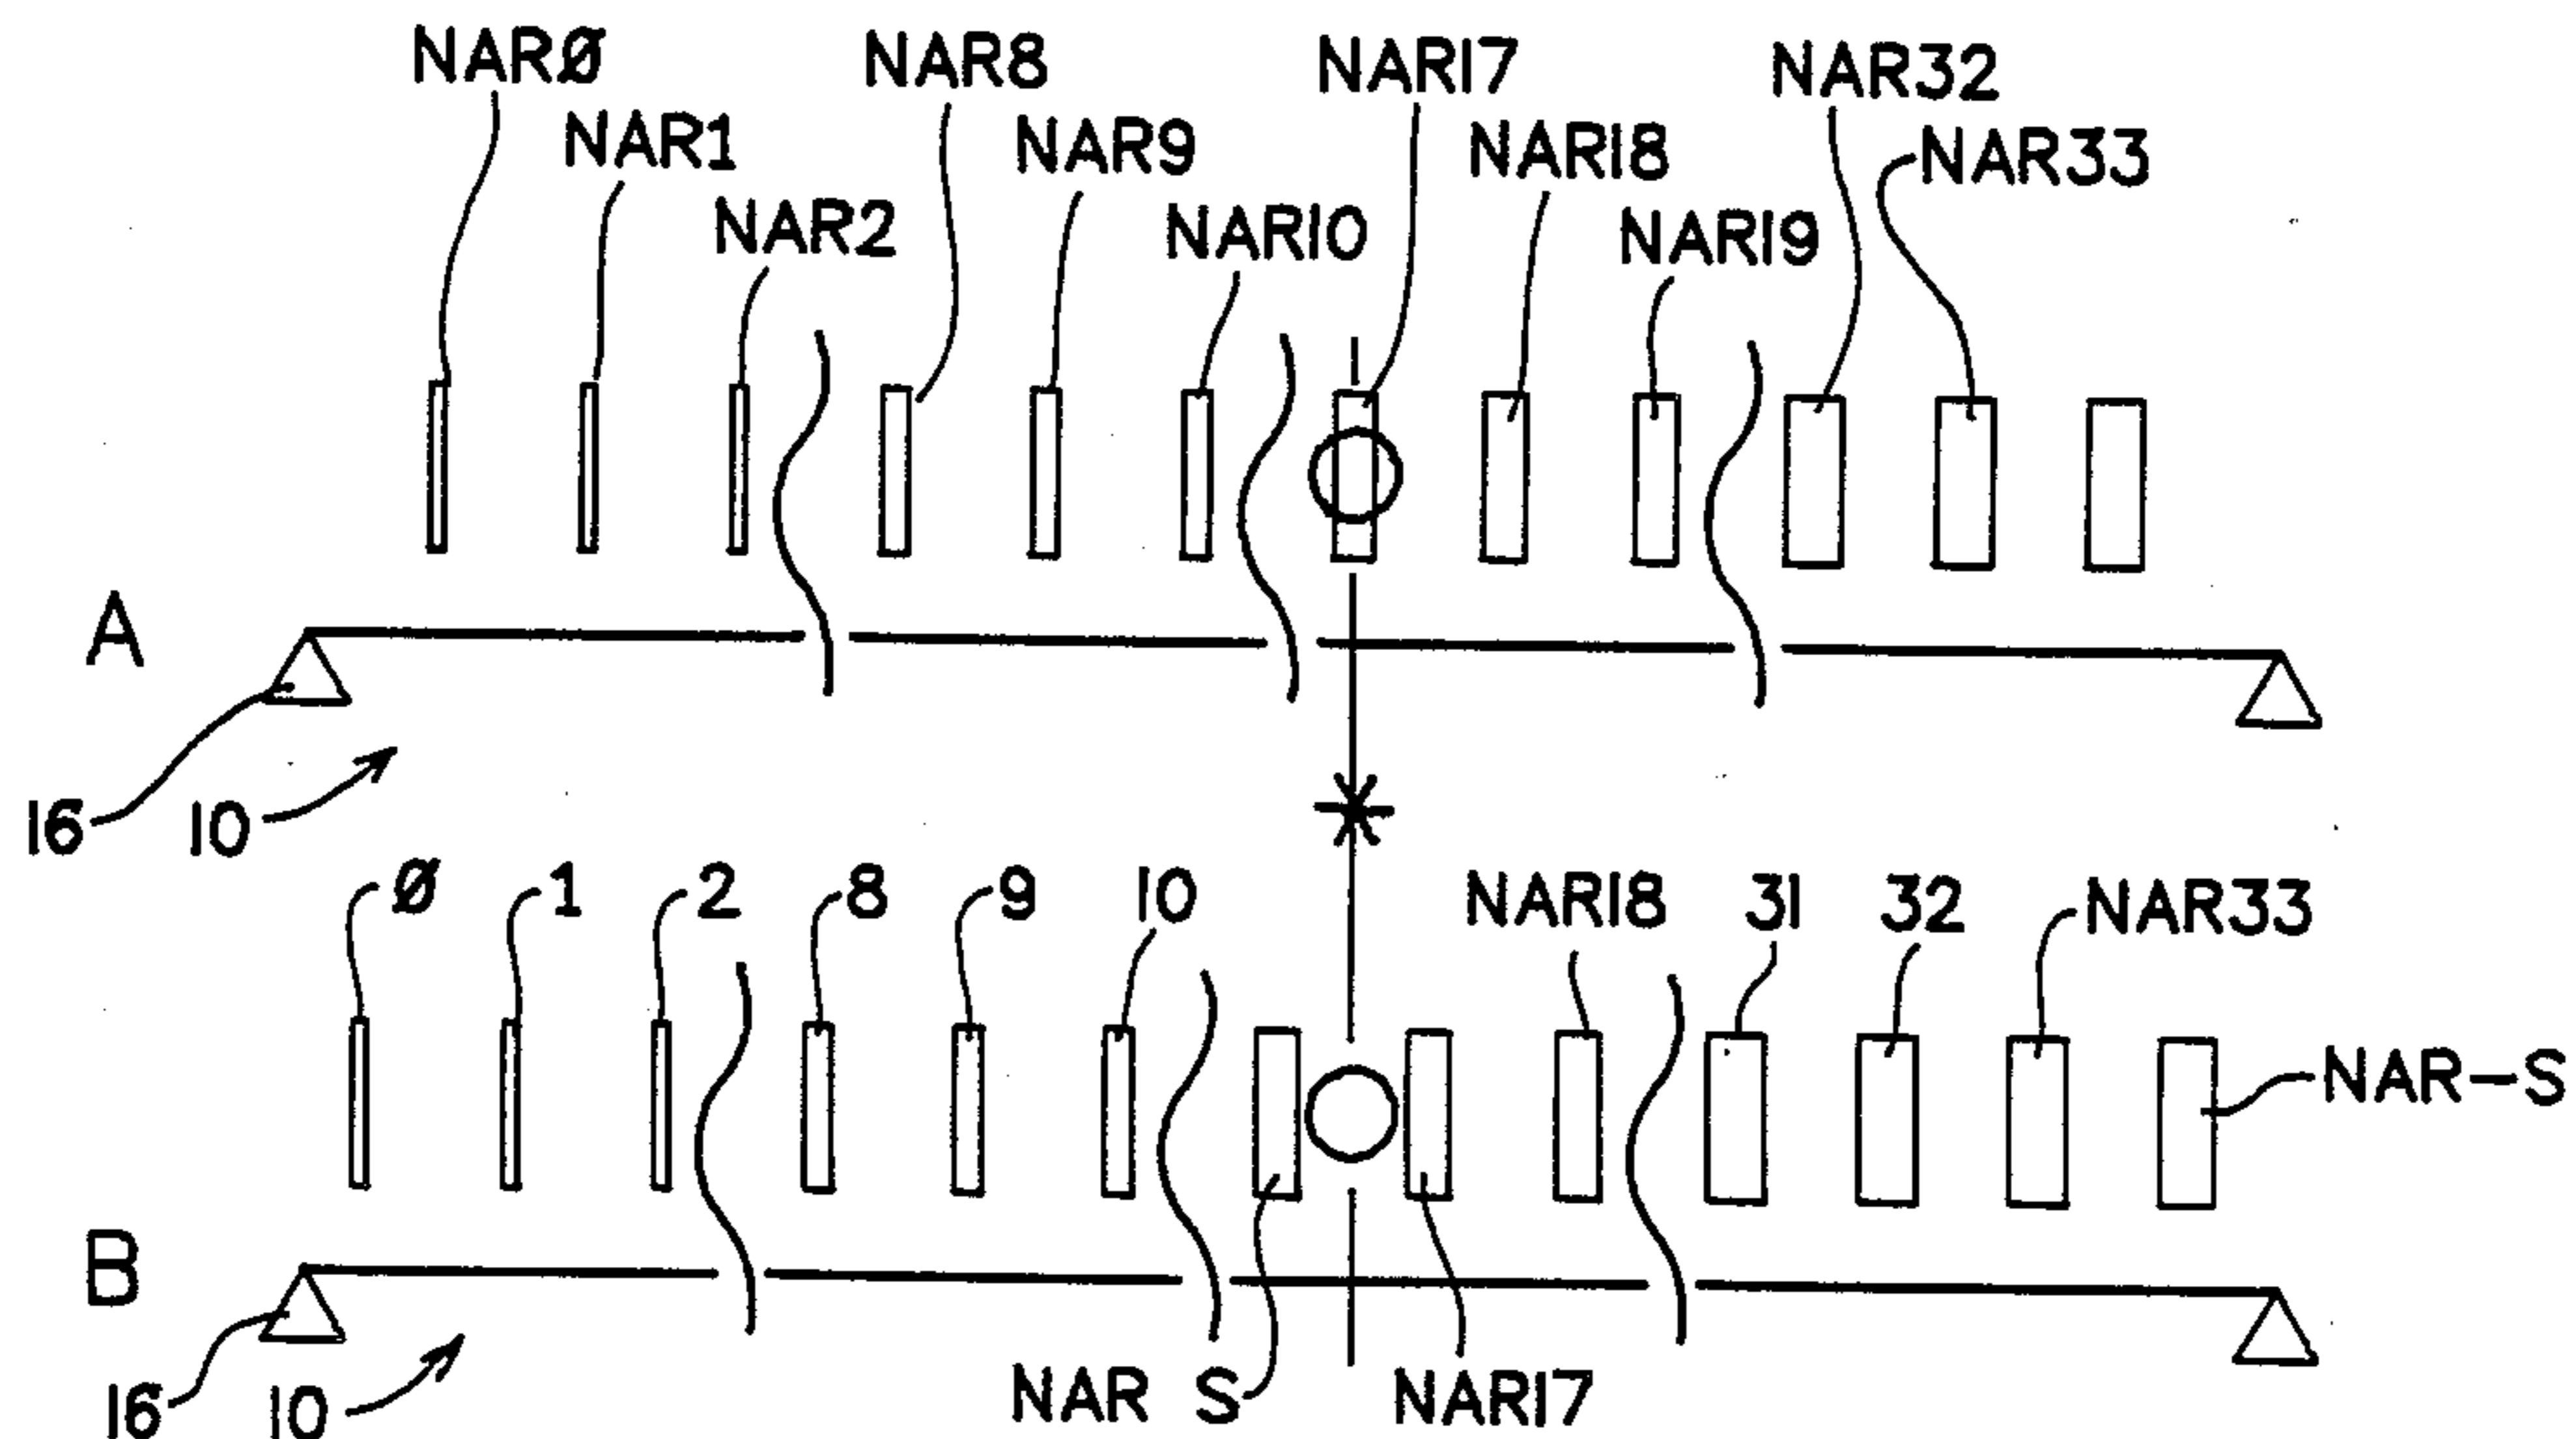 NARØ NAR8 NAR17 NAR32
NAR1 NAR9 NAR18 NAR33
NAR2 NAR10 NAR19
A
16 10
Ø 1 2 8 9 10 NAR18 31 32 NAR33
NAR-S
B
16 10 NAR S NAR17